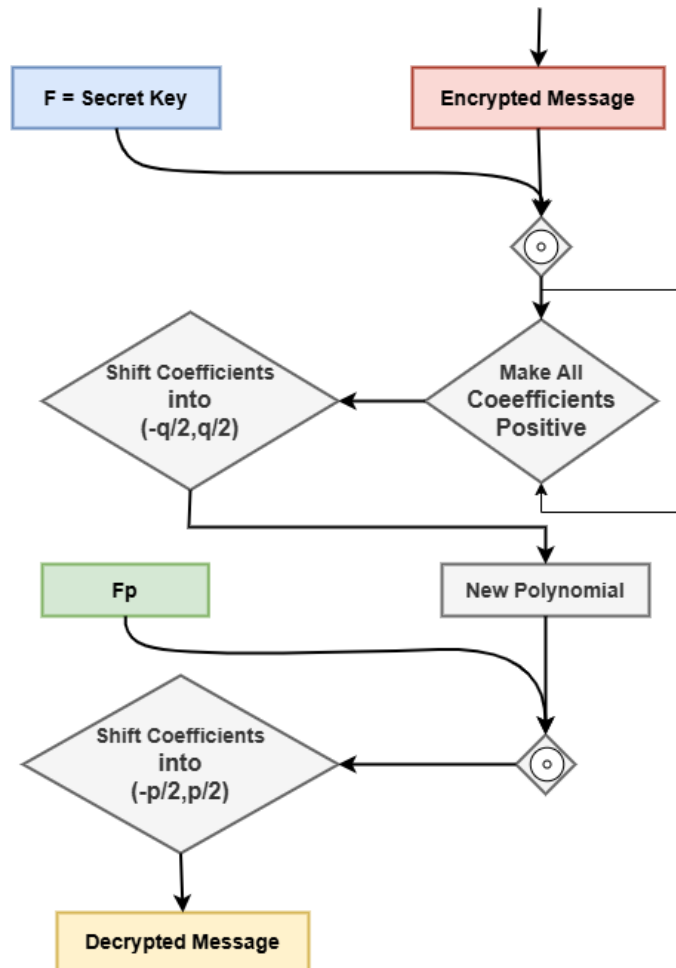 F = Secret Key
Encrypted Message
Shift Coefficients
into
(-q/2,q/2)
Make All
Coeefficients
Positive
Fp
New Polynomial
Shift Coefficients
into
(-p/2,p/2)
Decrypted Message